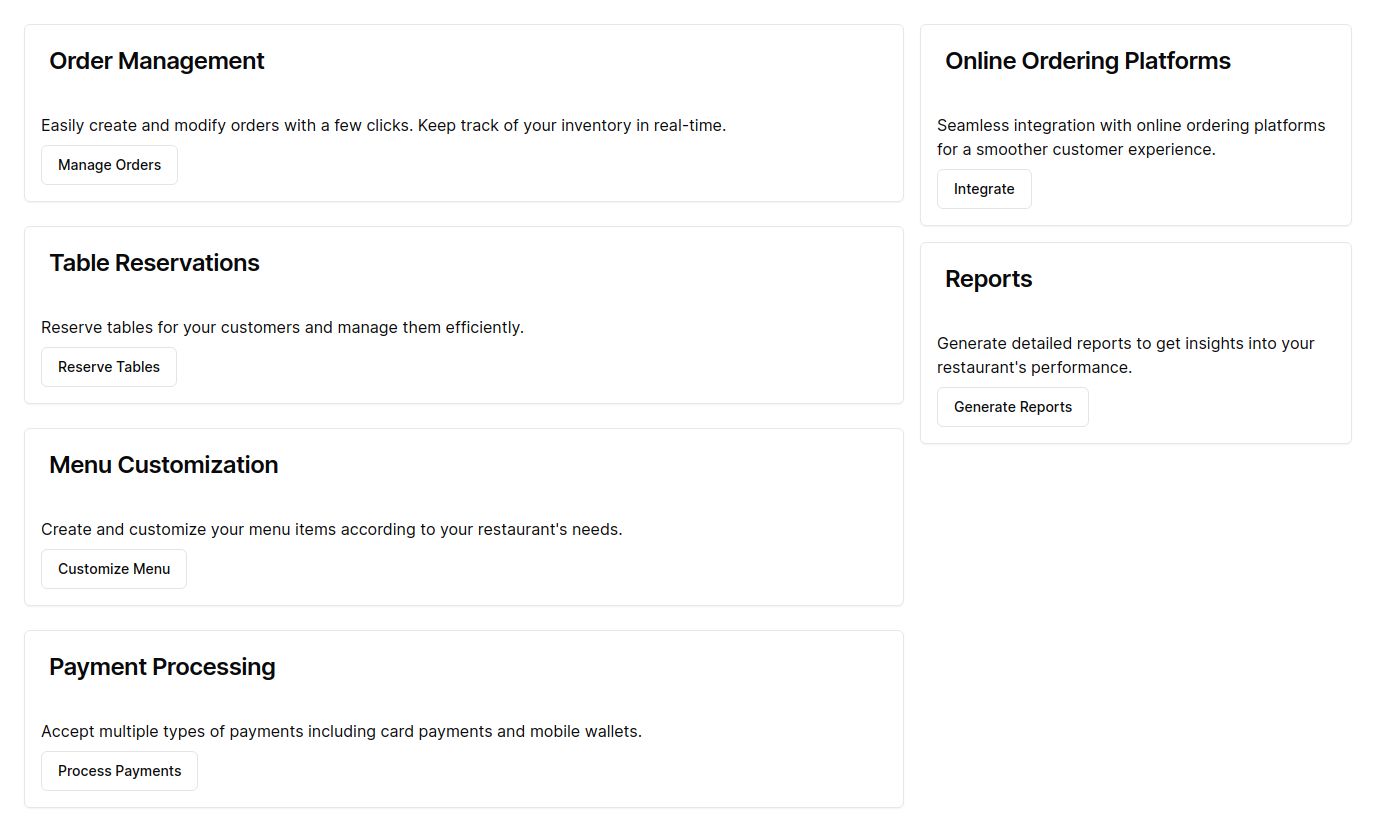 Order Management
Easily create and modify orders with a few clicks. Keep track of your inventory in real-time.
Manage Orders
Table Reservations
Reserve tables for your customers and manage them efficiently.
Reserve Tables
Menu Customization
Create and customize your menu items according to your restaurant's needs.
Customize Menu
Payment Processing
Accept multiple types of payments including card payments and mobile wallets.
Process Payments
Online Ordering Platforms
Seamless integration with online ordering platforms
for a smoother customer experience.
Integrate
Reports
Generate detailed reports to get insights into your
restaurant's performance.
Generate Reports